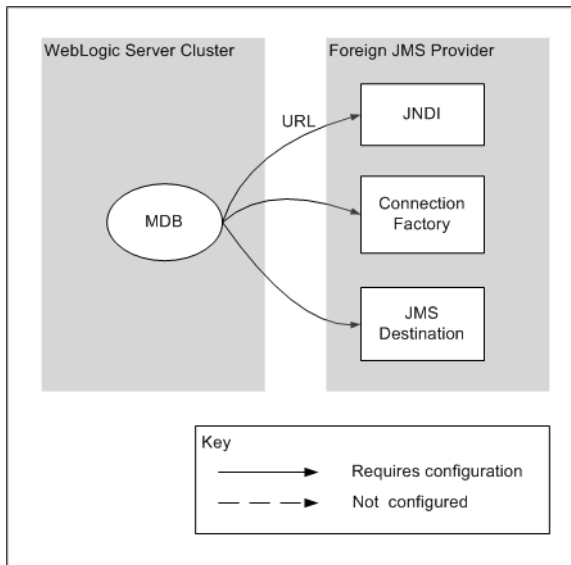 WebLogic Server Cluster
Foreign JMS Provider
URL
JNDI
MDB
Connection
Factory
JMS
Destination
Key
Requires configuration
Not configured